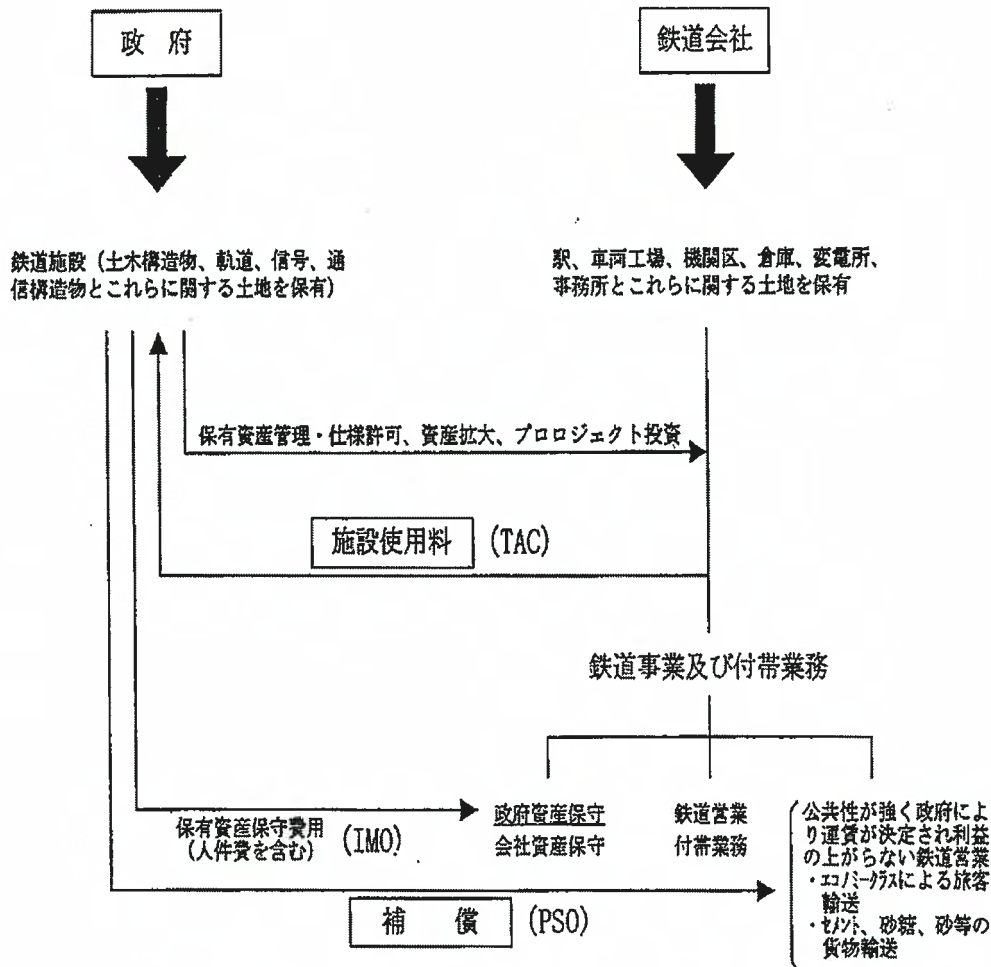 政 府
鉄道会社
鉄道施設（土木構造物、軌道、信号、通
信構造物とこれらに関する土地を保有）
駅、車両工場、機関区、倉庫、変電所、
事務所とこれらに関する土地を保有
保有資産管理・仕様許可、資産拡大、プロロジェクト投資
施設使用料 (TAC)
鉄道事業及び付帯業務
政府資産保守
会社資産保守
鉄道営業
付帯業務
公共性が強く政府によ
り運賃が決定され利益
の上がらない鉄道営業
・エコノミークラスによる旅客
輸送
・セメント、砂糖、砂等の
貨物輸送
保有資産保守費用
(人件費を含む)
(IMO)
補 償 (PSO)